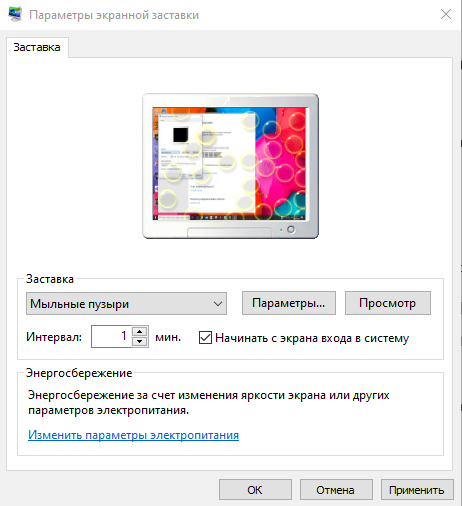 Параметры экранной заставки
Заставка
Заставка
Мыльные пузыри
Параметры...
Просмотр
Интервал: 1 мин.
Начинать с экрана входа в систему
Энергосбережение
Энергосбережение за счет изменения яркости экрана или других
параметров электропитания.
Изменить параметры электропитания
ОК
Отмена
Применить